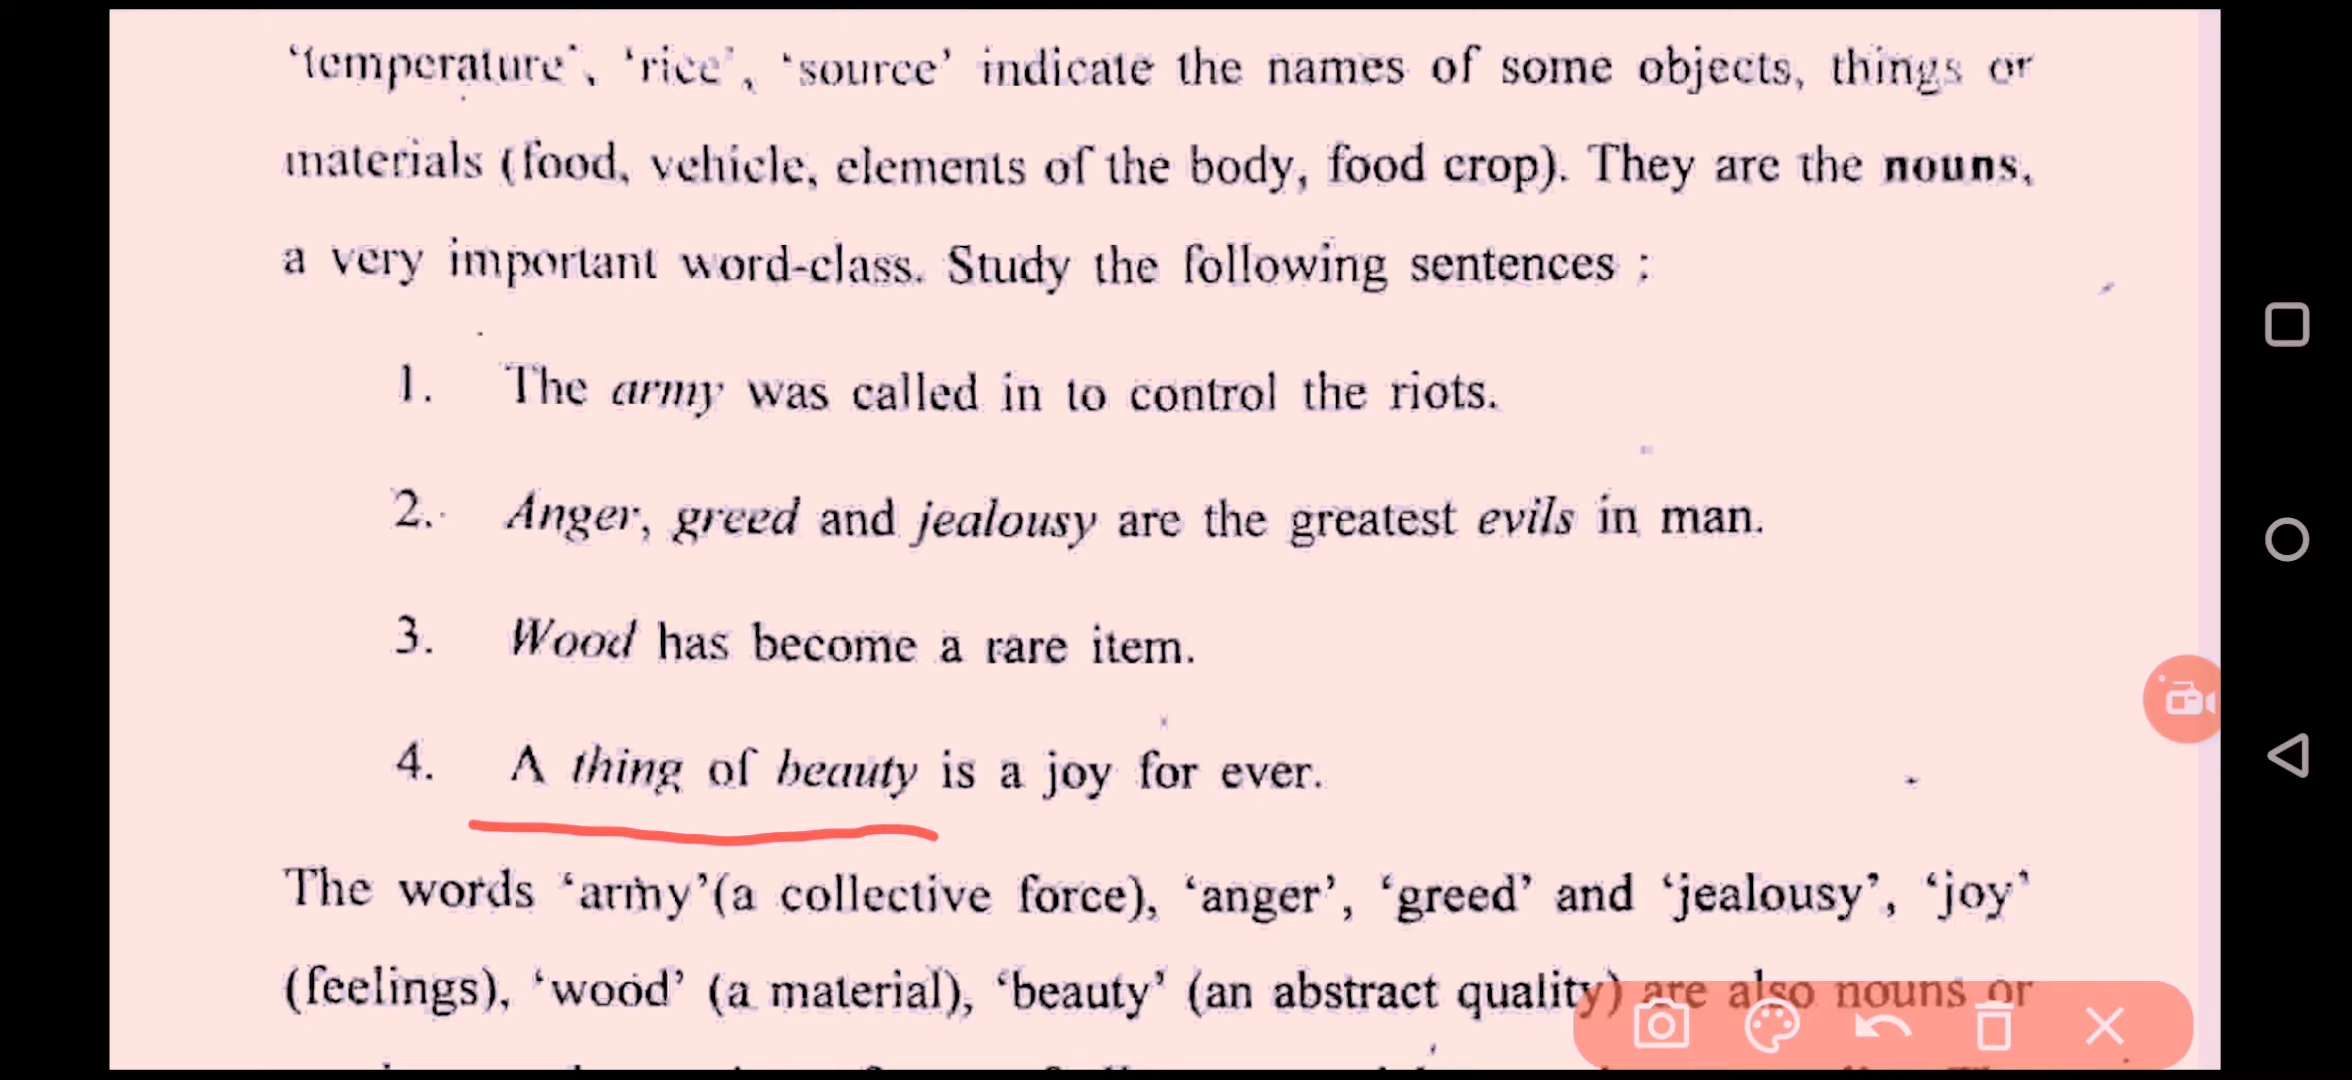 'temperature', 'rice', 'source' indicate the names of some objects, things or
materials (food, vehicle, elements of the body, food crop). They are the nouns,
a very important word-class. Study the following sentences :
1. The army was called in to control the riots.
2. Anger, greed and jealousy are the greatest evils in man.
3. Wood has become a rare item.
4. A thing of beauty is a joy for ever.
The words 'army'(a collective force), 'anger', 'greed' and 'jealousy', 'joy'
(feelings), 'wood' (a material), 'beauty' (an abstract quality) are also nouns or